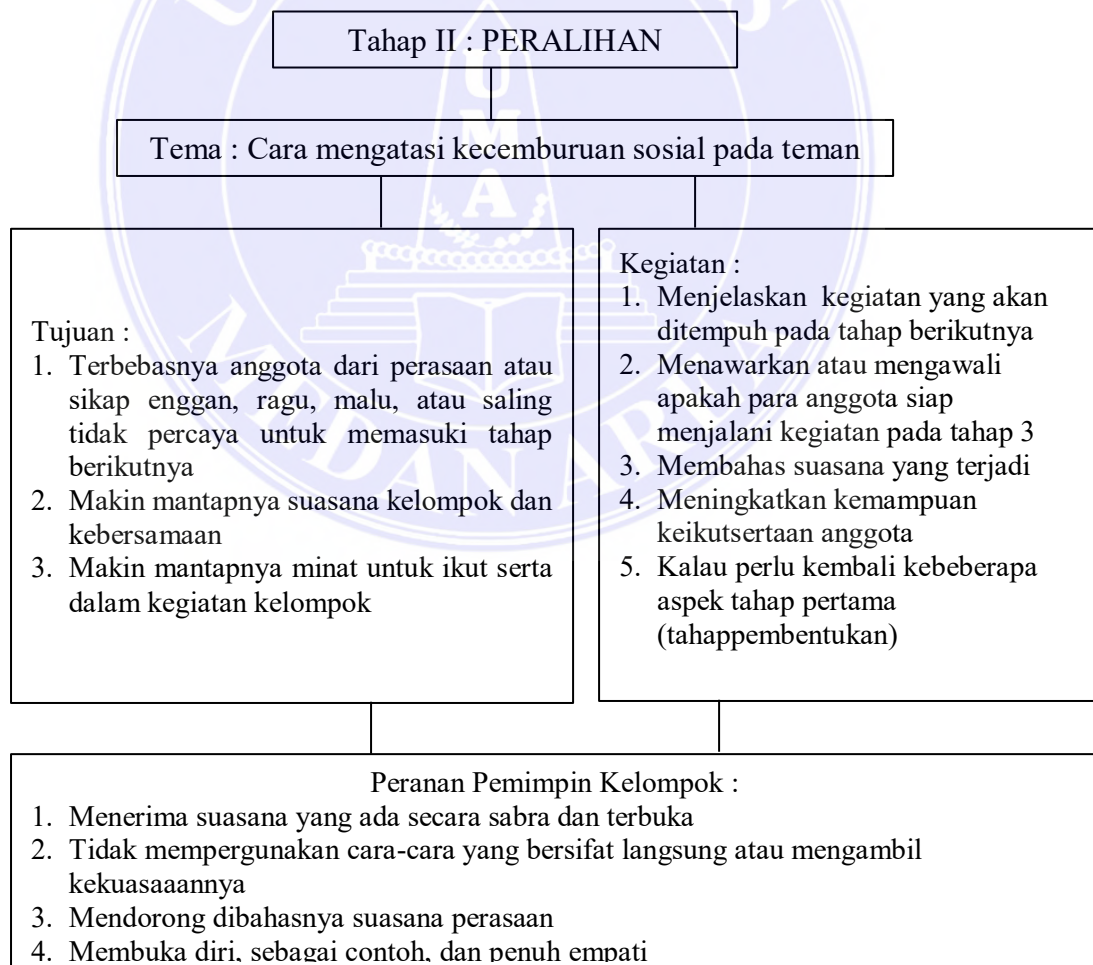 Tahap II : PERALIHAN
Tema : Cara mengatasi kecemburuan sosial pada teman
Tujuan :
1. Terbebasnya anggota dari perasaan atau
sikap enggan, ragu, malu, atau saling
tidak percaya untuk memasuki tahap
berikutnya
2. Makin mantapnya suasana kelompok dan
kebersamaan
3. Makin mantapnya minat untuk ikut serta
dalam kegiatan kelompok
Kegiatan :
1. Menjelaskan kegiatan yang akan
ditempuh pada tahap berikutnya
2. Menawarkan atau mengawali
apakah para anggota siap
menjalani kegiatan pada tahap 3
3. Membahas suasana yang terjadi
4. Meningkatkan kemampuan
keikutsertaan anggota
5. Kalau perlu kembali kebeberapa
aspek tahap pertama
(tahappembentukan)
Peranan Pemimpin Kelompok :
1. Menerima suasana yang ada secara sabra dan terbuka
2. Tidak mempergunakan cara-cara yang bersifat langsung atau mengambil
kekuasaaannya
3. Mendorong dibahasnya suasana perasaan
4. Membuka diri, sebagai contoh, dan penuh empati
UMA
MEDAN AREA